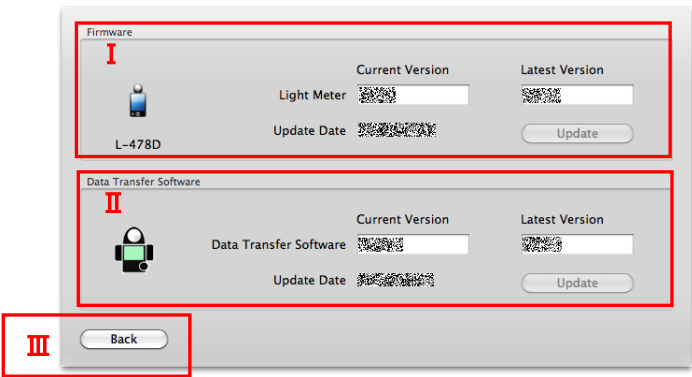 Firmware
I
Current Version Latest Version
Light Meter
Update Date Update
L-478D
Data Transfer Software
II
Current Version Latest Version
Data Transfer Software
Update Date Update
III Back